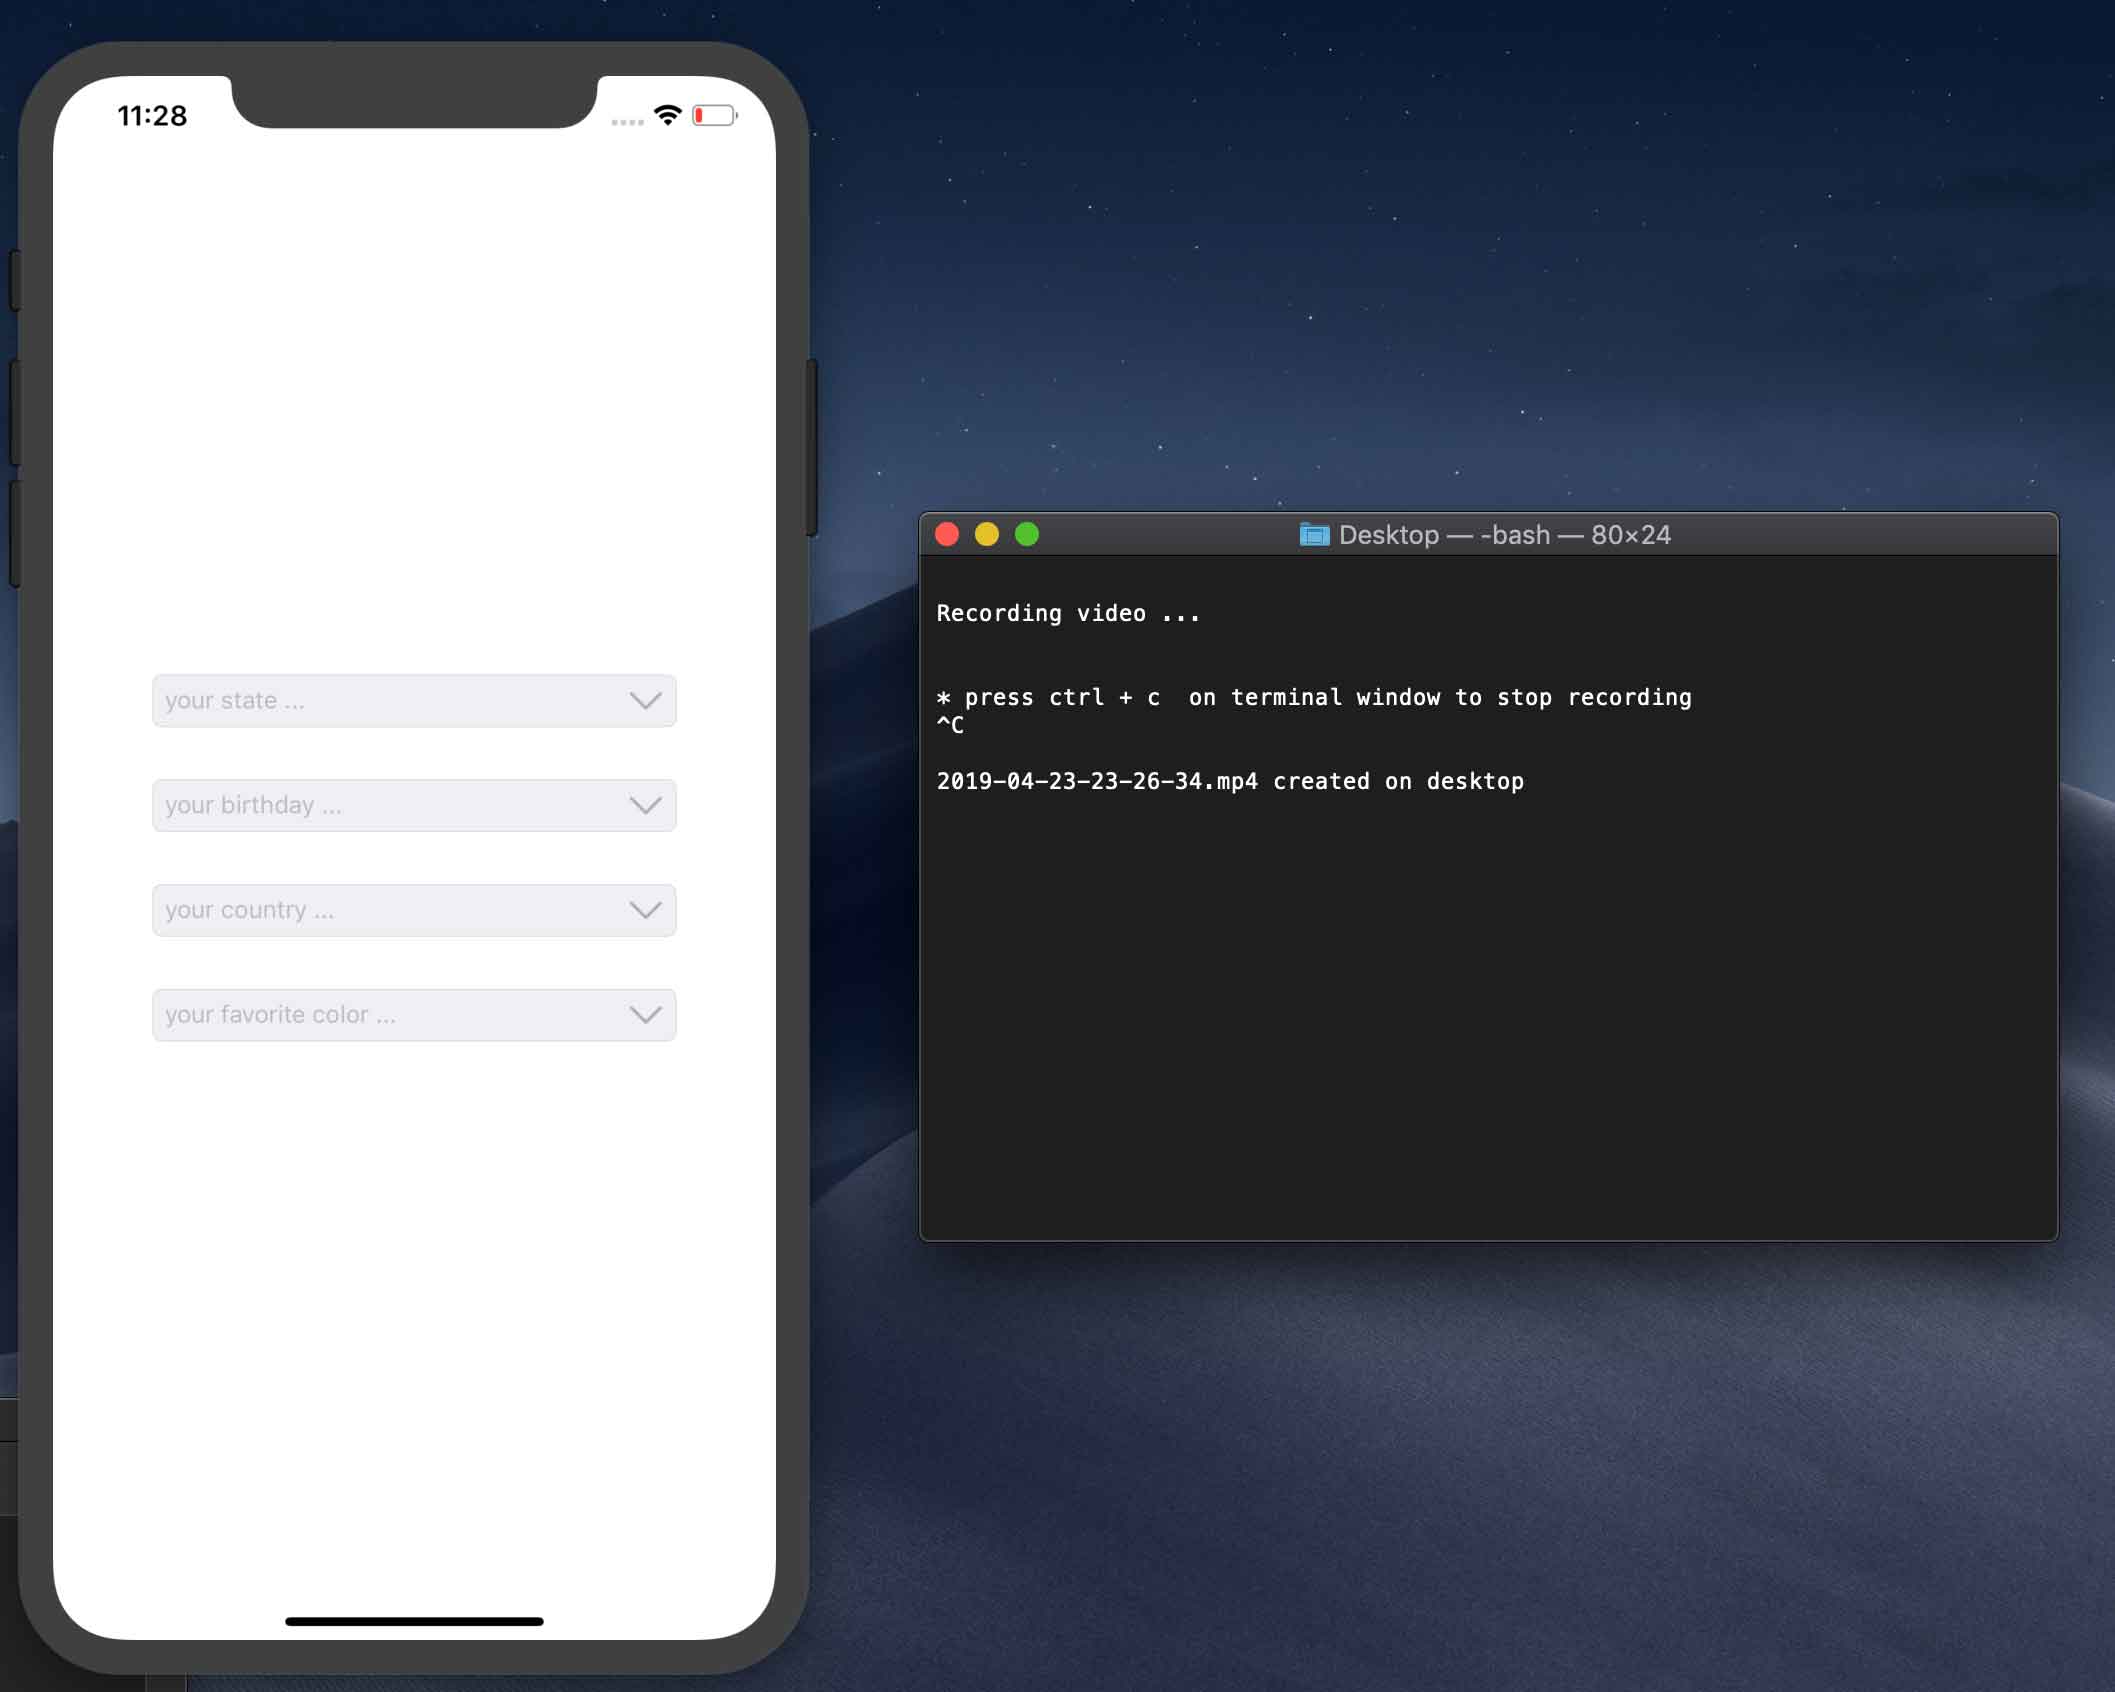 11:28
your state ...
your birthday ...
your country ...
your favorite color ...
Desktop — -bash — 80×24
Recording video ...
* press ctrl + c  on terminal window to stop recording
^C
2019-04-23-23-26-34.mp4 created on desktop